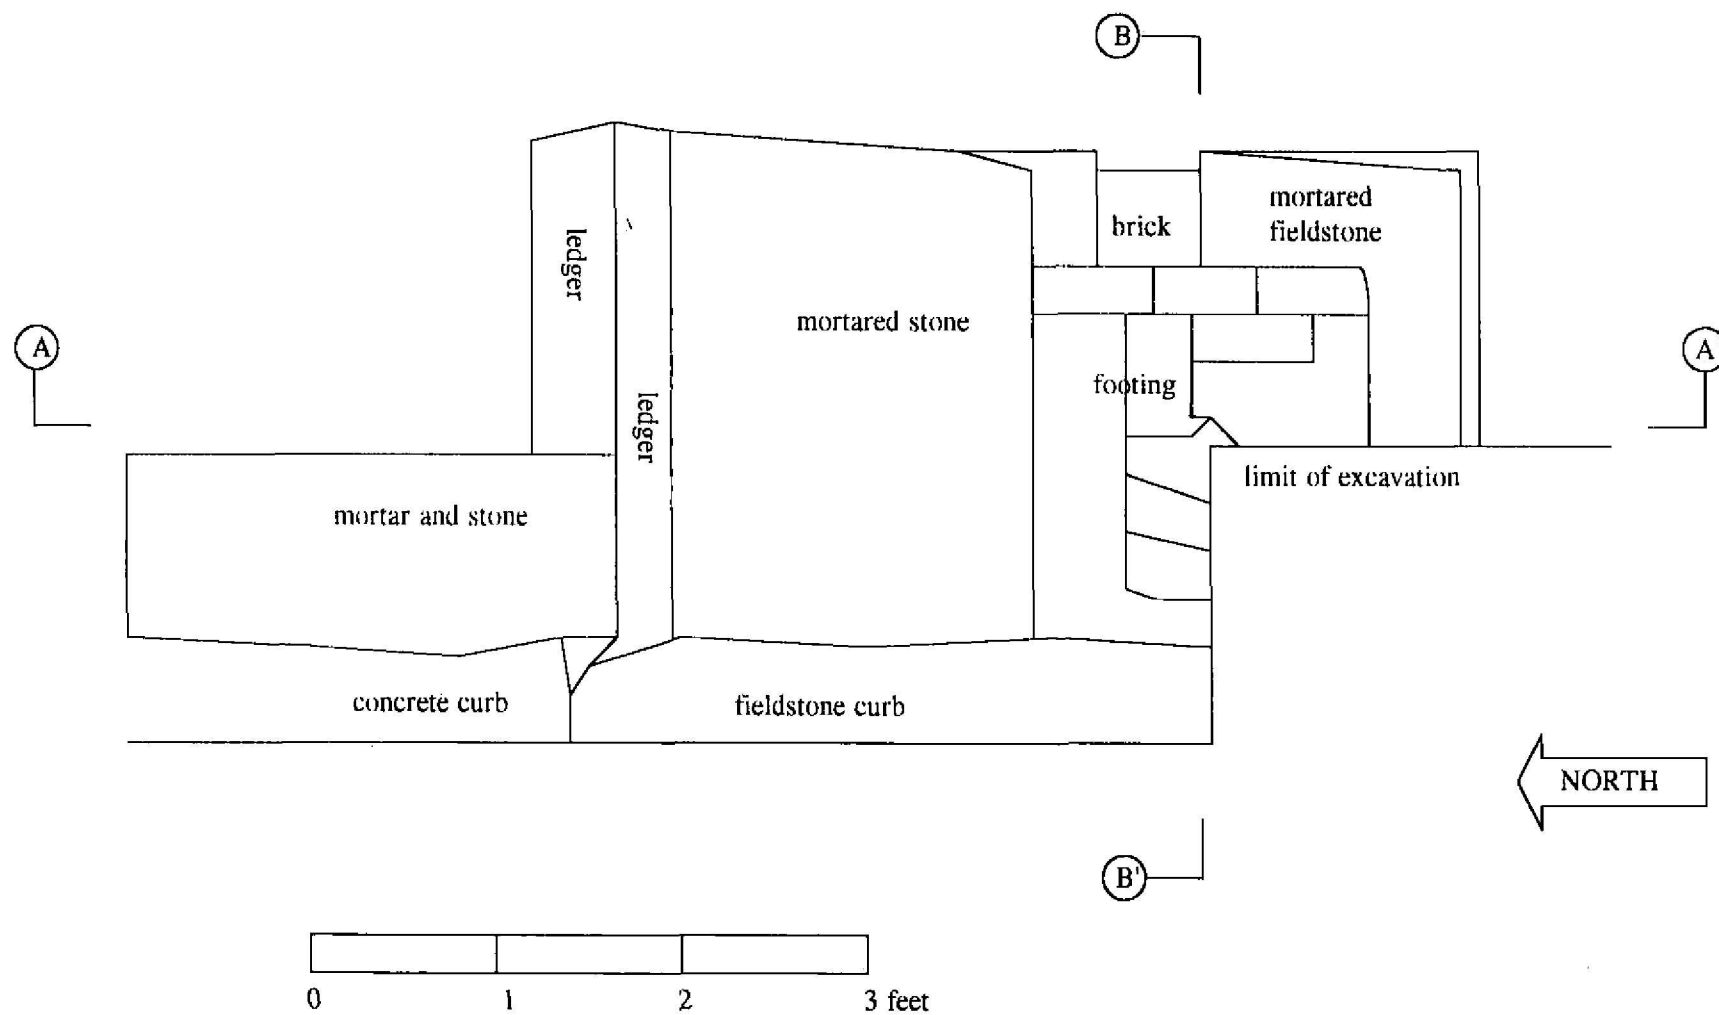 B
mortared
fieldstone
brick
ledger
mortared stone
A
A
footing
ledger
limit of excavation
mortar and stone
concrete curb
fieldstone curb
NORTH
B'
0 1 2 3 feet